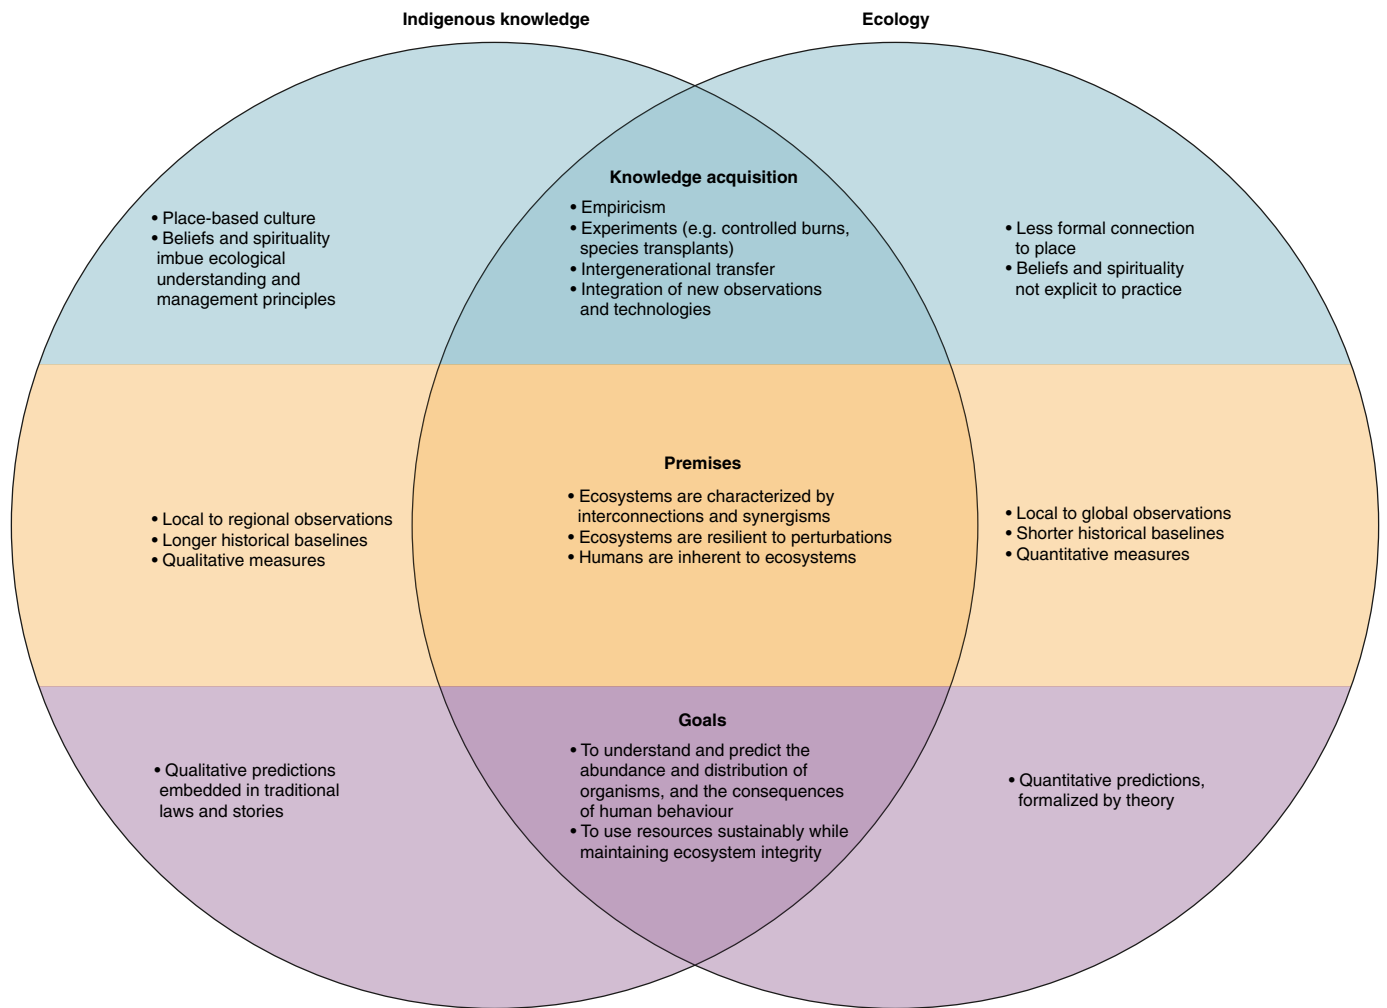 Indigenous knowledge
Ecology
• Place-based culture
• Beliefs and spirituality
imbue ecological
understanding and
management principles
Knowledge acquisition
• Empiricism
• Experiments (e.g. controlled burns,
species transplants)
• Intergenerational transfer
• Integration of new observations
and technologies
• Less formal connection
to place
• Beliefs and spirituality
not explicit to practice
• Local to regional observations
• Longer historical baselines
• Qualitative measures
Premises
• Ecosystems are characterized by
interconnections and synergisms
• Ecosystems are resilient to perturbations
• Humans are inherent to ecosystems
• Local to global observations
• Shorter historical baselines
• Quantitative measures
• Qualitative predictions
embedded in traditional
laws and stories
Goals
• To understand and predict the
abundance and distribution of
organisms, and the consequences
of human behaviour
• To use resources sustainably while
maintaining ecosystem integrity
• Quantitative predictions,
formalized by theory